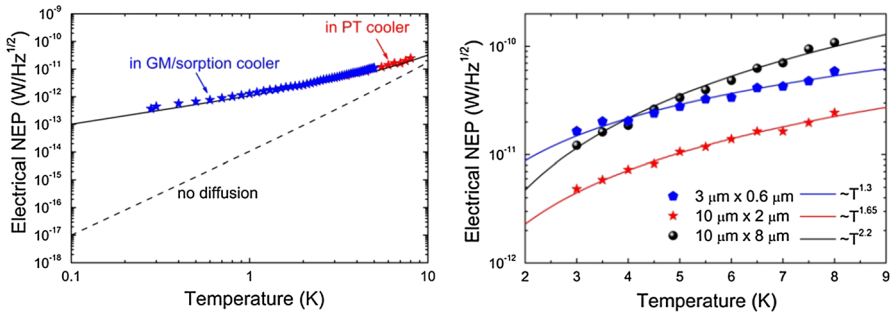 Electrical NEP (W/Hz^1/2)
10^-9
10^-10
10^-11
10^-12
10^-13
10^-14
10^-15
10^-16
10^-17
10^-18
in PT cooler
in GM/sorption cooler
no diffusion
0.1
1
10
Temperature (K)
Electrical NEP (W/Hz^1/2)
10^-10
10^-11
10^-12
3 μm x 0.6 μm
~T^1.3
10 μm x 2 μm
~T^1.65
10 μm x 8 μm
~T^2.2
2
3
4
5
6
7
8
9
Temperature (K)